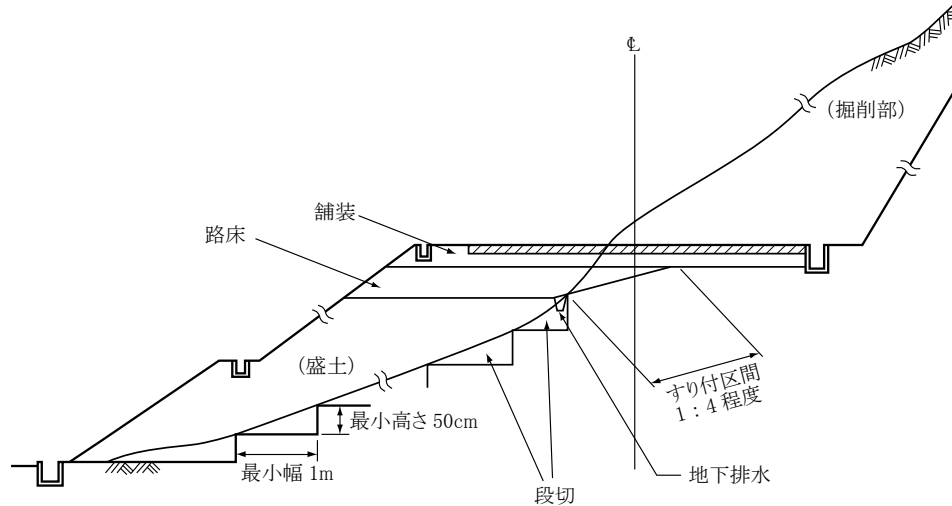 ℄
(掘削部)
舗装
路床
(盛土)
すり付区間
1：4 程度
最小高さ 50cm
最小幅 1m
段切
地下排水